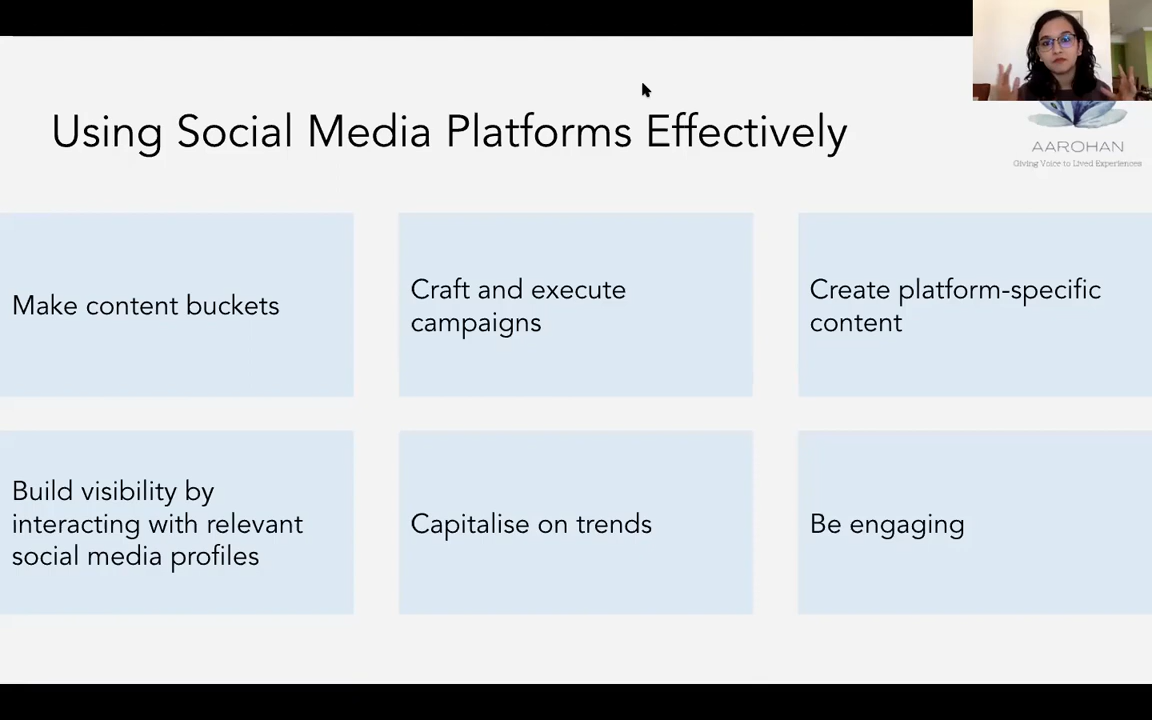 Using Social Media Platforms Effectively
AAROHAN
Giving Voice to Lived Experiences
Make content buckets
Craft and execute
campaigns
Create platform-specific
content
Build visibility by
interacting with relevant
social media profiles
Capitalise on trends
Be engaging